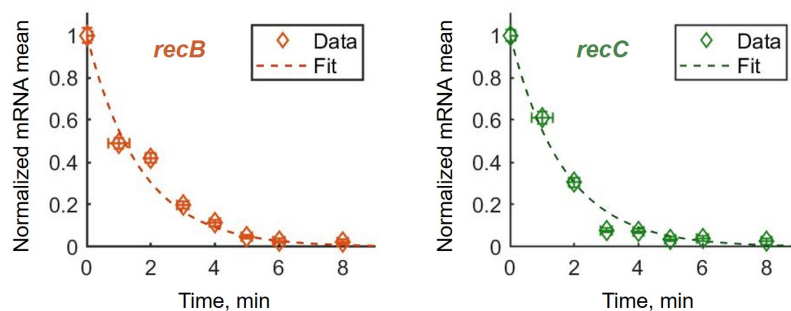 Normalized mRNA mean
1
0.8
0.6
0.4
0.2
0
0 2 4 6 8
Time, min
recB
Data
Fit
Normalized mRNA mean
1
0.8
0.6
0.4
0.2
0
0 2 4 6 8
Time, min
recC
Data
Fit